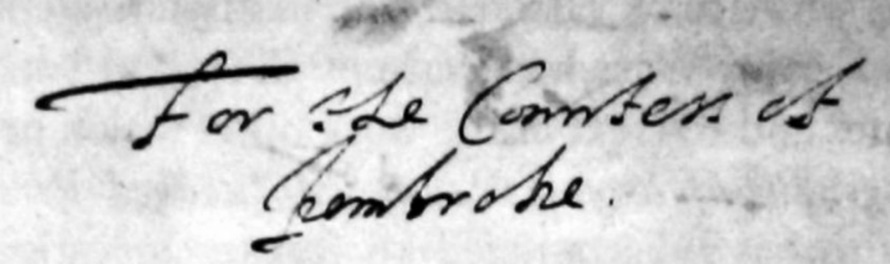 For the Countess of
Pembroke.